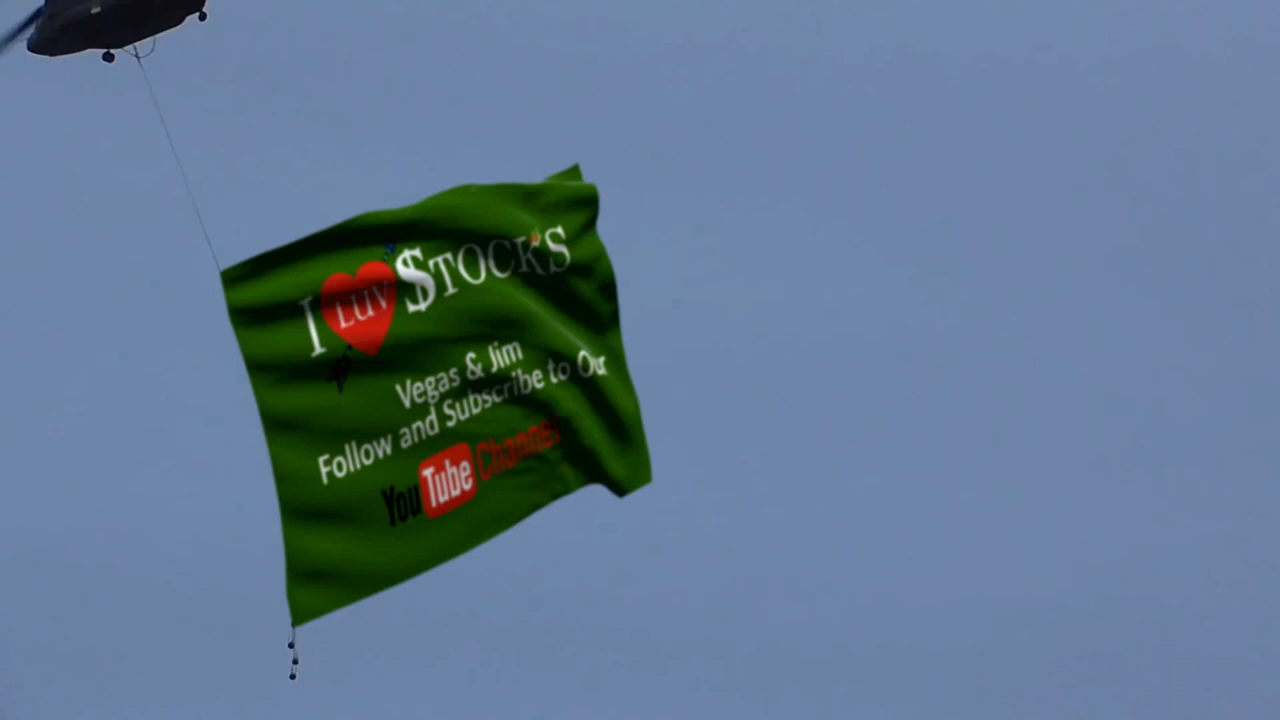 I LUV $TOCKS
Vegas & Jim
Follow and Subscribe to Our
YouTube Channel